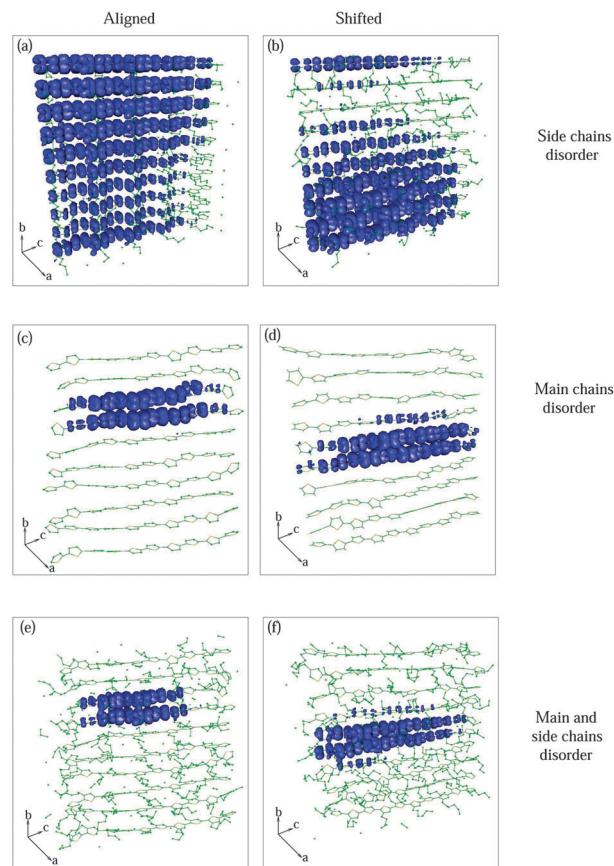 Aligned Shifted
(a) (b)
Side chains
disorder
b b
c c
a a
(c) (d)
Main chains
disorder
b b
c c
a a
(e) (f)
Main and
side chains
disorder
b b
c c
a a